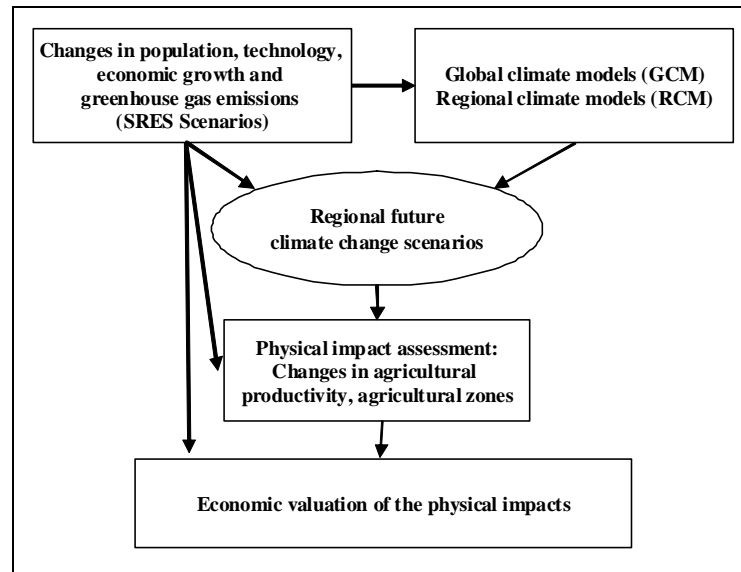 Changes in population, technology,
economic growth and
greenhouse gas emissions
(SRES Scenarios)
Global climate models (GCM)
Regional climate models (RCM)
Regional future
climate change scenarios
Physical impact assessment:
Changes in agricultural
productivity, agricultural zones
Economic valuation of the physical impacts